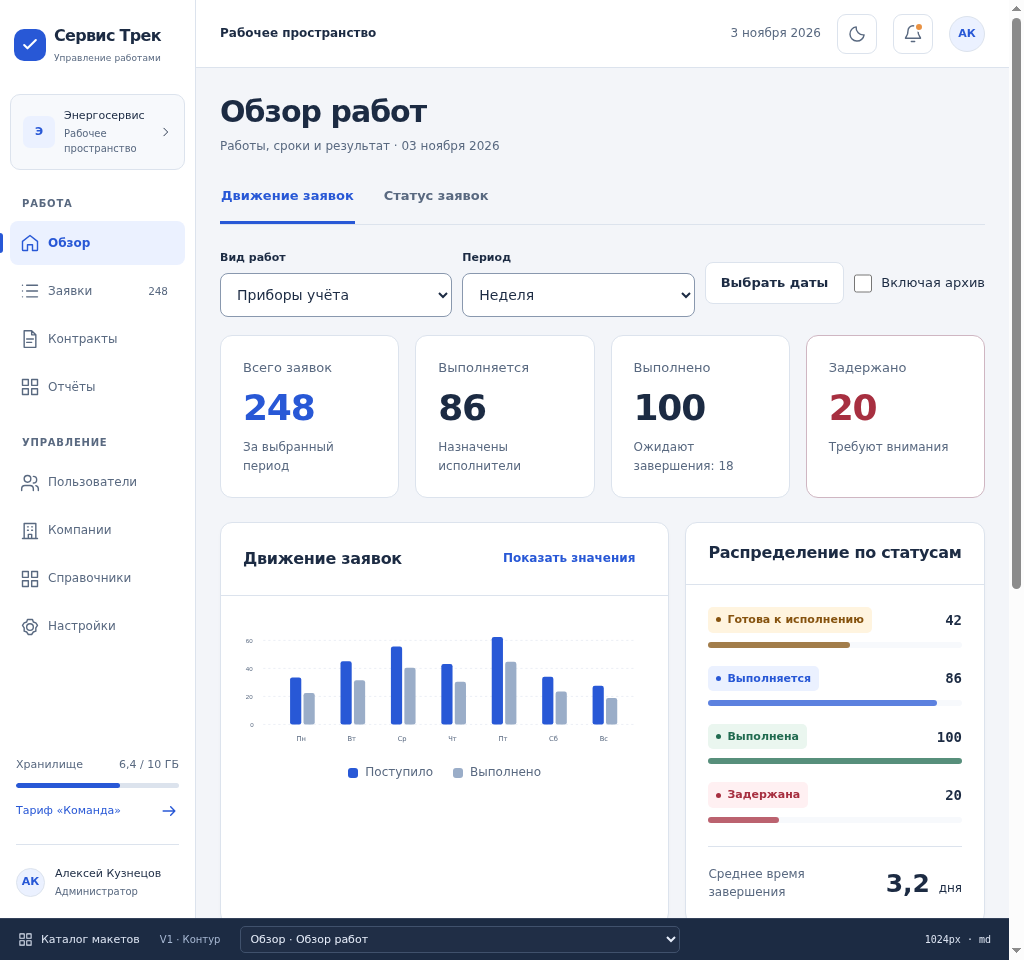 Сервис Трек
Управление работами
Э
Энергосервис
Рабочее
пространство
РАБОТА
Обзор
Заявки 248
Контракты
Отчёты
УПРАВЛЕНИЕ
Пользователи
Компании
Справочники
Настройки
Хранилище 6,4 / 10 ГБ
Тариф «Команда»
АК
Алексей Кузнецов
Администратор
Рабочее пространство
3 ноября 2026
АК
Обзор работ
Работы, сроки и результат · 03 ноября 2026
Движение заявок Статус заявок
Вид работ
Приборы учёта
Период
Неделя
Выбрать даты
Включая архив
Всего заявок
248
За выбранный
период
Выполняется
86
Назначены
исполнители
Выполнено
100
Ожидают
завершения: 18
Задержано
20
Требуют внимания
Движение заявок
Показать значения
60
40
20
0
Пн Вт Ср Чт Пт Сб Вс
Поступило Выполнено
Распределение по статусам
Готова к исполнению 42
Выполняется 86
Выполнена 100
Задержана 20
Среднее время
завершения
3,2 дня
Каталог макетов
V1 · Контур
Обзор · Обзор работ
1024px · md